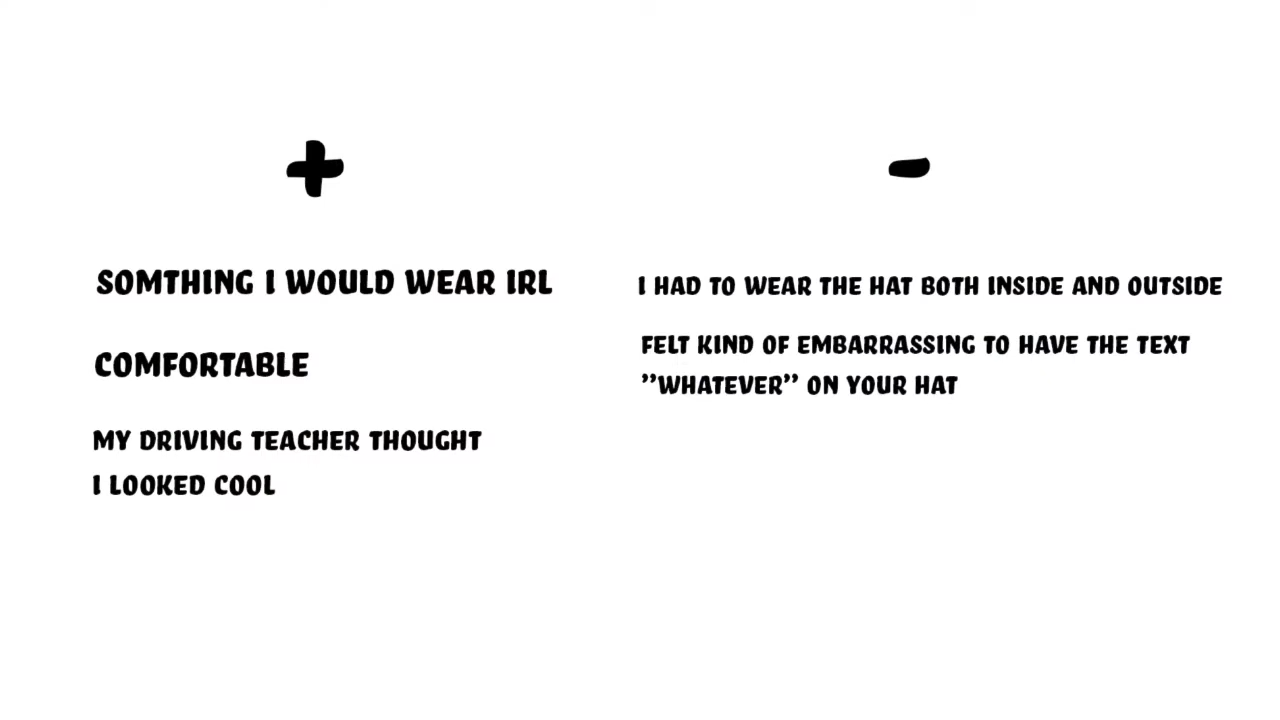 +
SOMTHING I WOULD WEAR IRL
COMFORTABLE
MY DRIVING TEACHER THOUGHT
I LOOKED COOL
-
I HAD TO WEAR THE HAT BOTH INSIDE AND OUTSIDE
FELT KIND OF EMBARRASSING TO HAVE THE TEXT
"WHATEVER" ON YOUR HAT